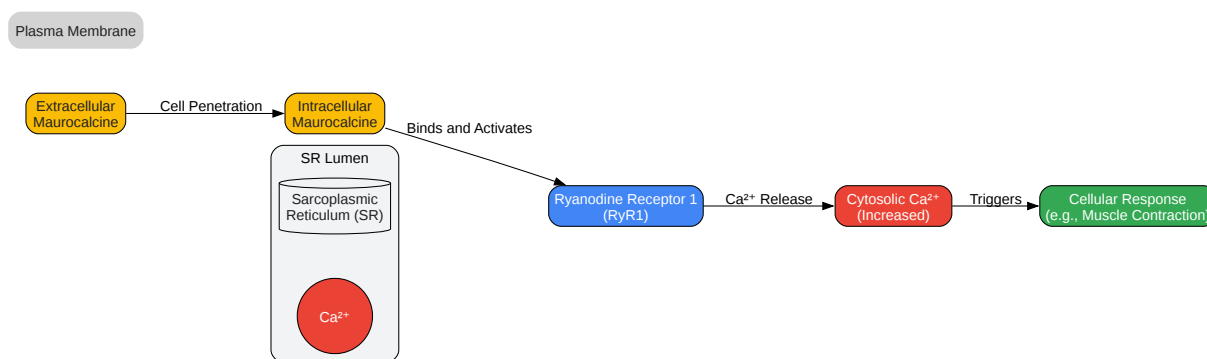 Plasma Membrane
Extracellular
Maurocalcine
Cell Penetration
Intracellular
Maurocalcine
Binds and Activates
SR Lumen
Sarcoplasmic
Reticulum (SR)
Ca²⁺
Ryanodine Receptor 1
(RyR1)
Ca²⁺ Release
Cytosolic Ca²⁺
(Increased)
Triggers
Cellular Response
(e.g., Muscle Contraction)